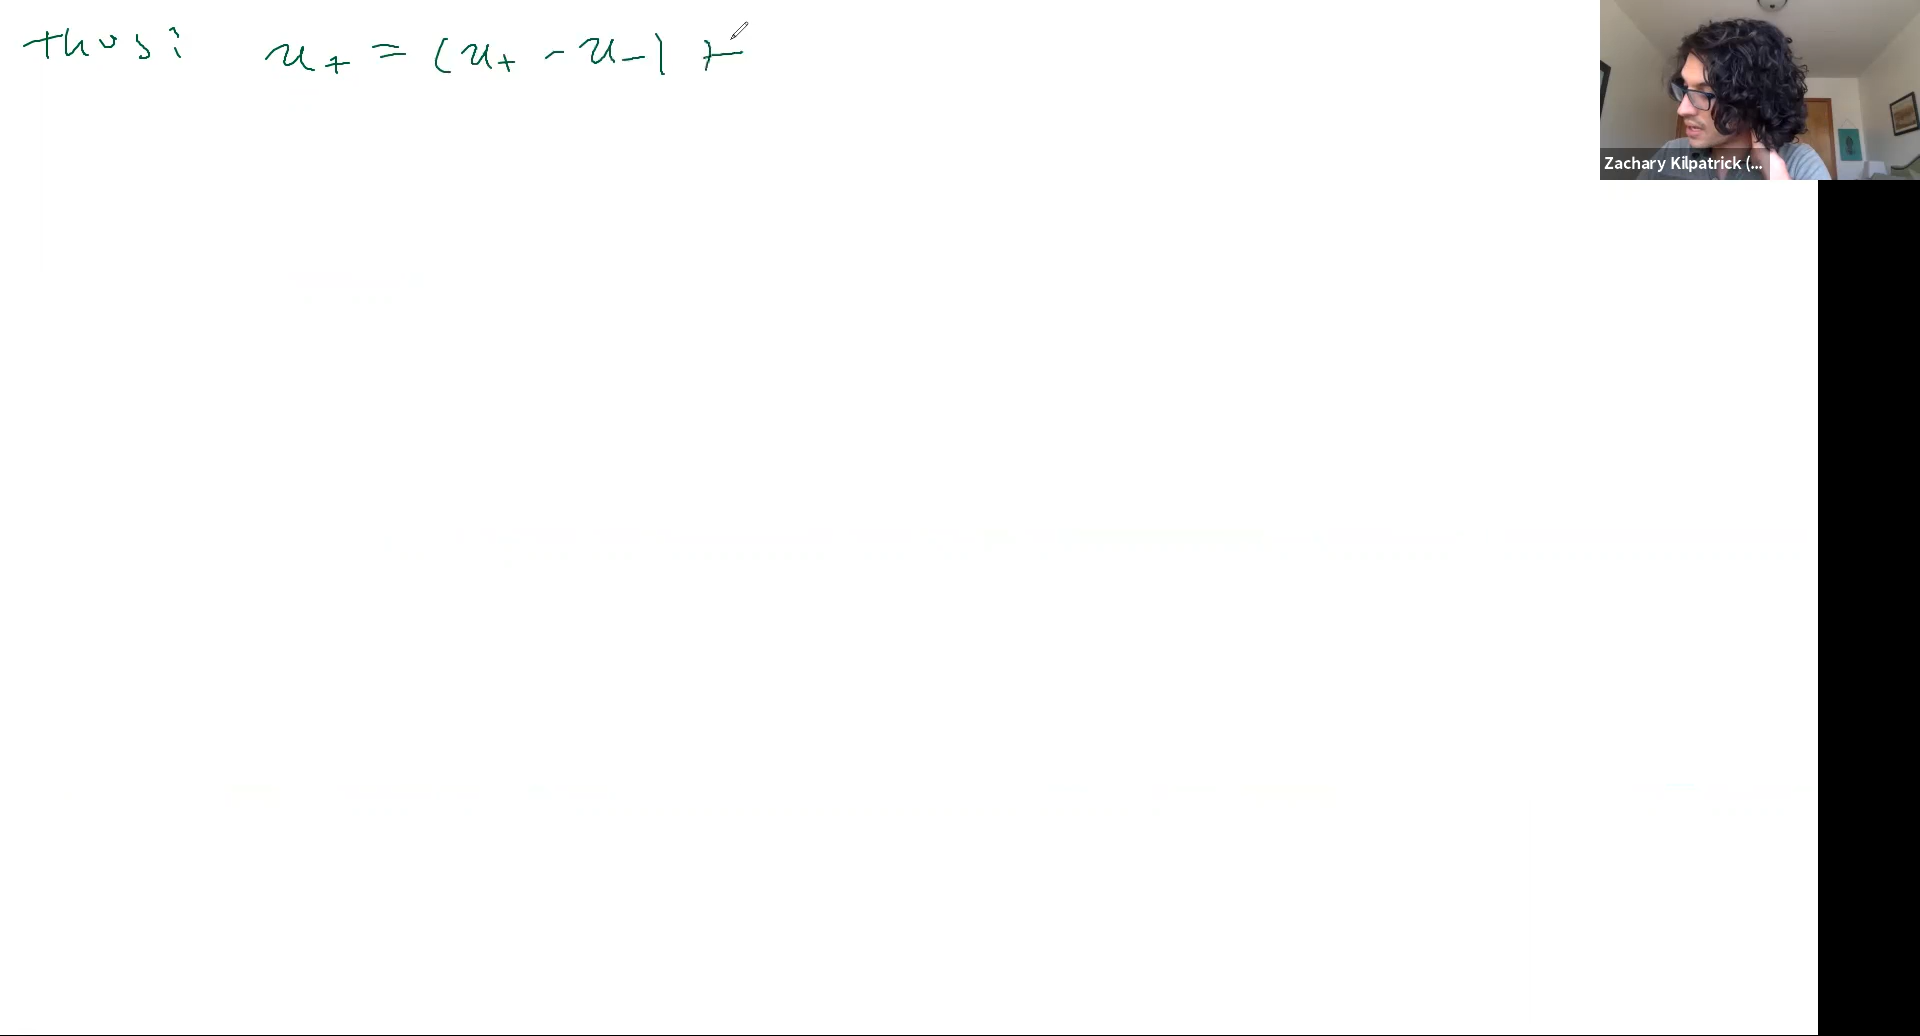 thus: u₊ = (u₊ - u₋) +
Zachary Kilpatrick (...